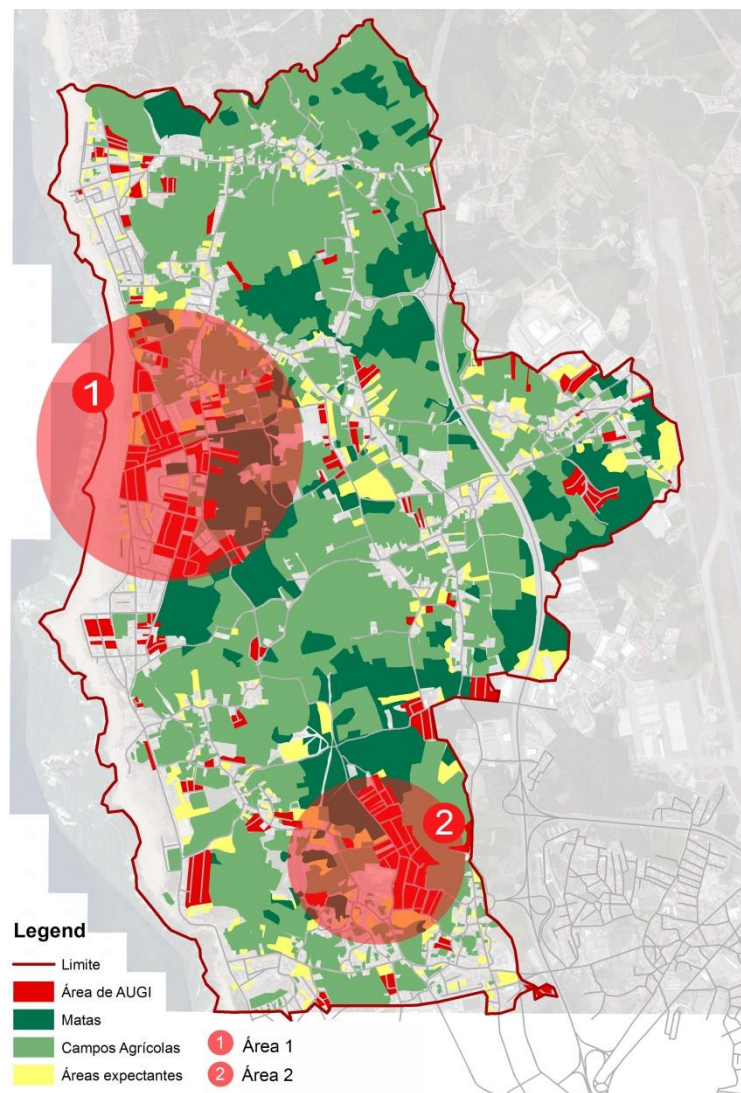 1
2
Legend
Limite
Área de AUGI
Matas
Campos Agrícolas
Áreas expectantes
1 Área 1
2 Área 2